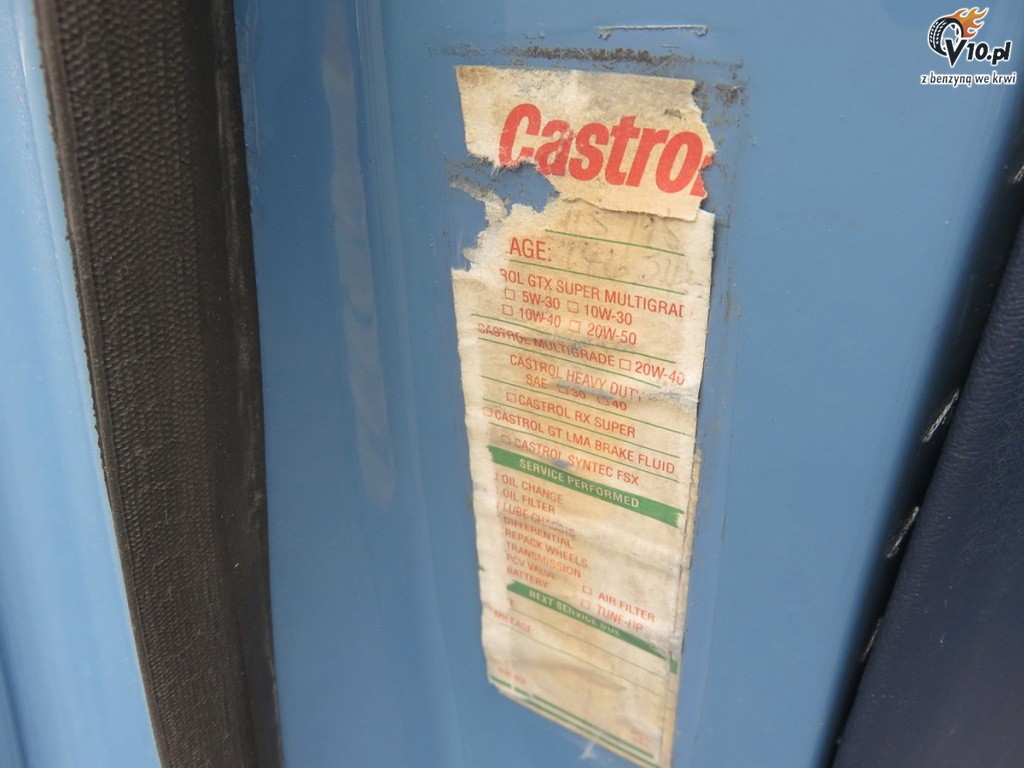 V10.pl
z benzyną we krwi
Castrol
AGE:
ROL GTX SUPER MULTIGRAD
5W-30 10W-30
10W-40 20W-50
CASTROL MULTIGRADE 20W-40
CASTROL HEAVY DUTY
SAE 30 40
CASTROL RX SUPER
CASTROL GT LMA BRAKE FLUID
CASTROL SYNTEC FSX
SERVICE PERFORMED
OIL CHANGE
OIL FILTER
LUBE CHASSIS
DIFFERENTIAL
REPACK WHEELS
TRANSMISSION
PCV VALVE
BATTERY
AIR FILTER
TUNE-UP
NEXT SERVICE DUE
MILEAGE